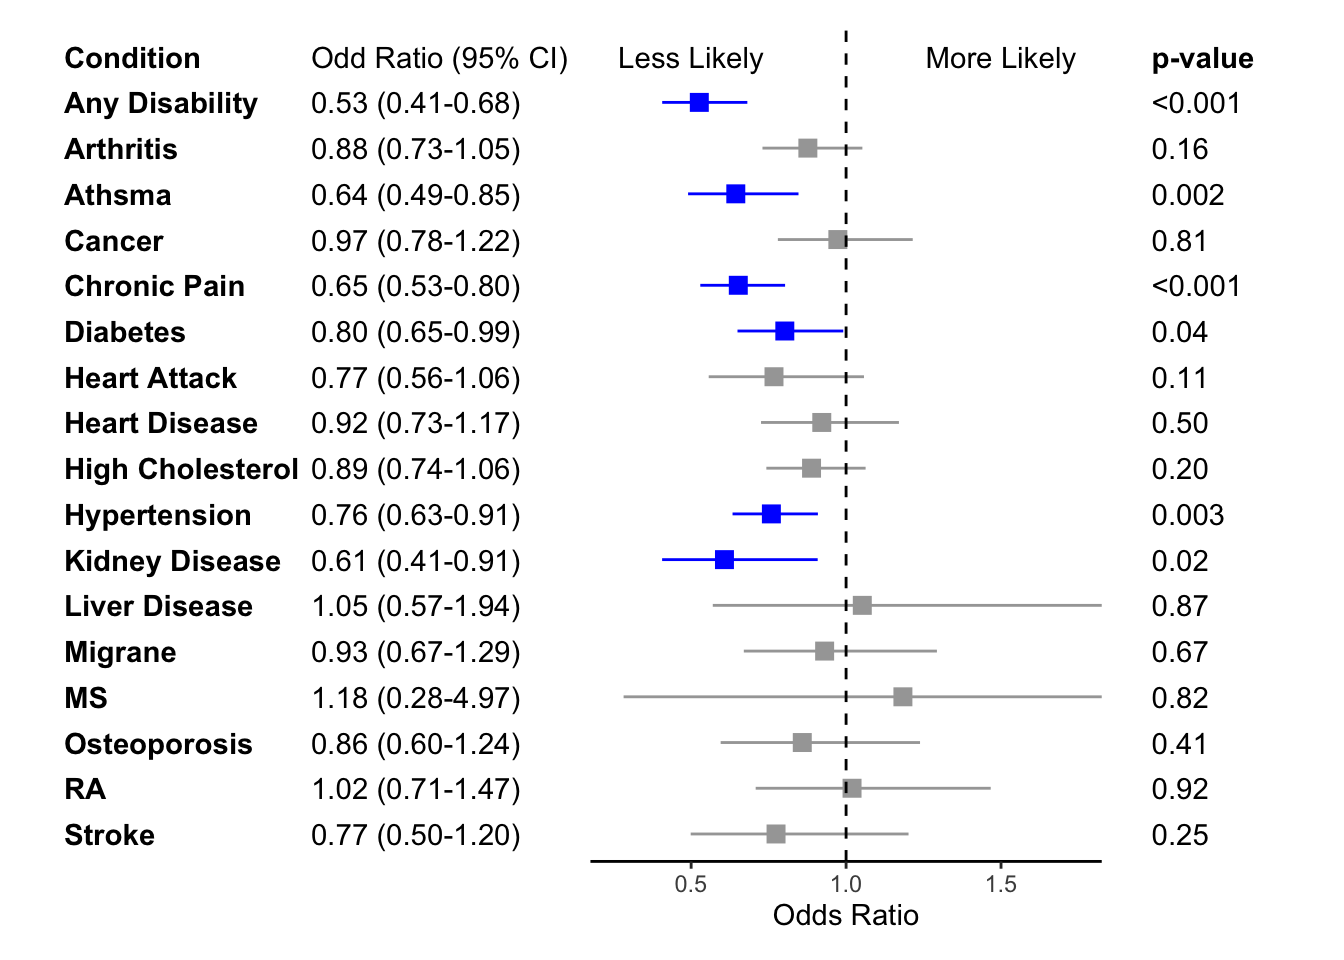 Condition Odd Ratio (95% CI) Less Likely More Likely p-value
Any Disability 0.53 (0.41-0.68) <0.001
Arthritis 0.88 (0.73-1.05) 0.16
Athsma 0.64 (0.49-0.85) 0.002
Cancer 0.97 (0.78-1.22) 0.81
Chronic Pain 0.65 (0.53-0.80) <0.001
Diabetes 0.80 (0.65-0.99) 0.04
Heart Attack 0.77 (0.56-1.06) 0.11
Heart Disease 0.92 (0.73-1.17) 0.50
High Cholesterol 0.89 (0.74-1.06) 0.20
Hypertension 0.76 (0.63-0.91) 0.003
Kidney Disease 0.61 (0.41-0.91) 0.02
Liver Disease 1.05 (0.57-1.94) 0.87
Migrane 0.93 (0.67-1.29) 0.67
MS 1.18 (0.28-4.97) 0.82
Osteoporosis 0.86 (0.60-1.24) 0.41
RA 1.02 (0.71-1.47) 0.92
Stroke 0.77 (0.50-1.20) 0.25
0.5 1.0 1.5
Odds Ratio